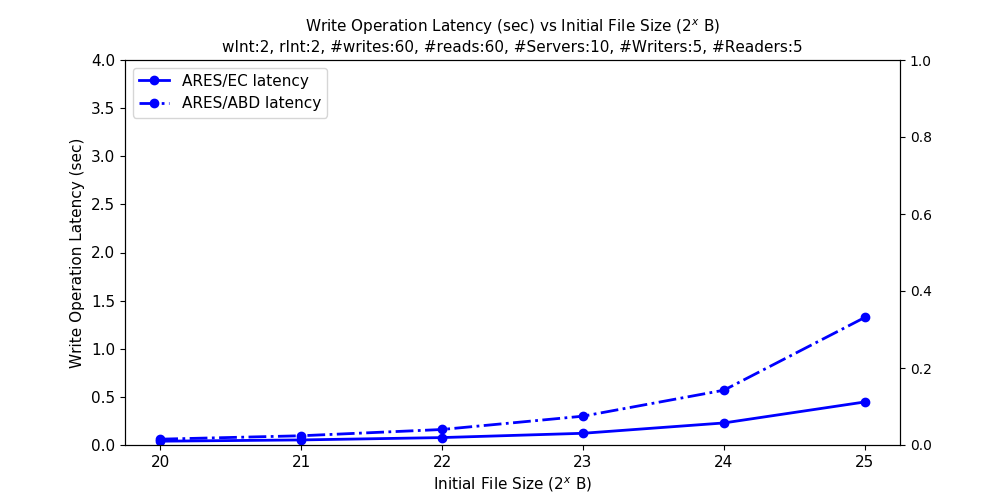 Write Operation Latency (sec) vs Initial File Size (2^x B)
wInt:2, rInt:2, #writes:60, #reads:60, #Servers:10, #Writers:5, #Readers:5
ARES/EC latency
ARES/ABD latency
Write Operation Latency (sec)
4.0
3.5
3.0
2.5
2.0
1.5
1.0
0.5
0.0
1.0
0.8
0.6
0.4
0.2
0.0
20 21 22 23 24 25
Initial File Size (2^x B)